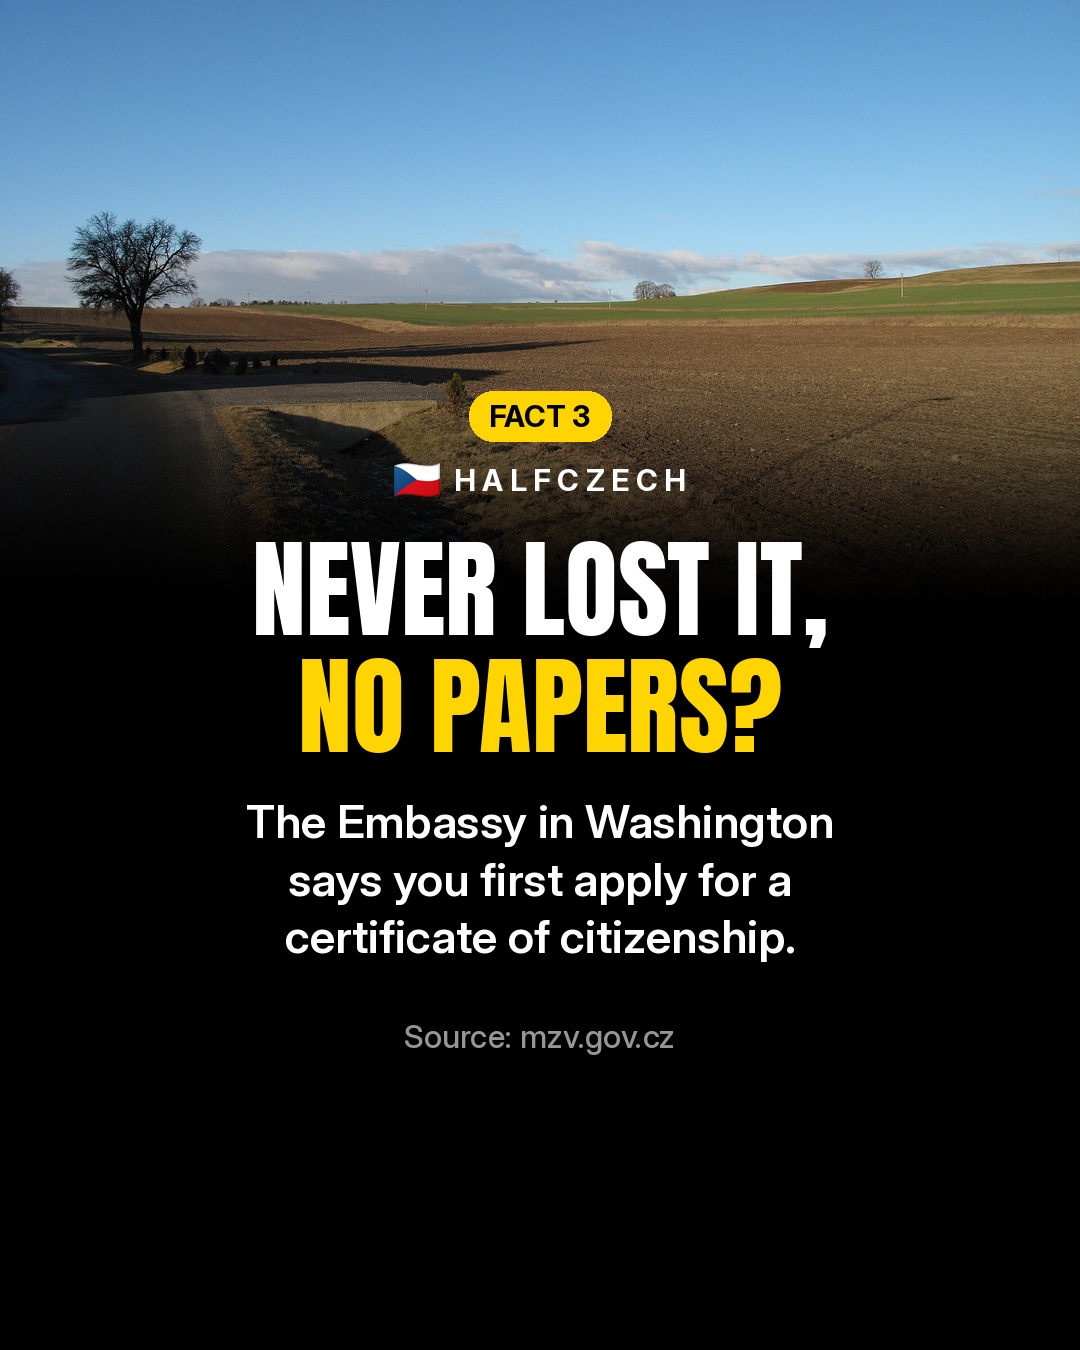 FACT 3
🇨🇿 HALFCZECH
NEVER LOST IT,
NO PAPERS?
The Embassy in Washington
says you first apply for a
certificate of citizenship.
Source: mzv.gov.cz